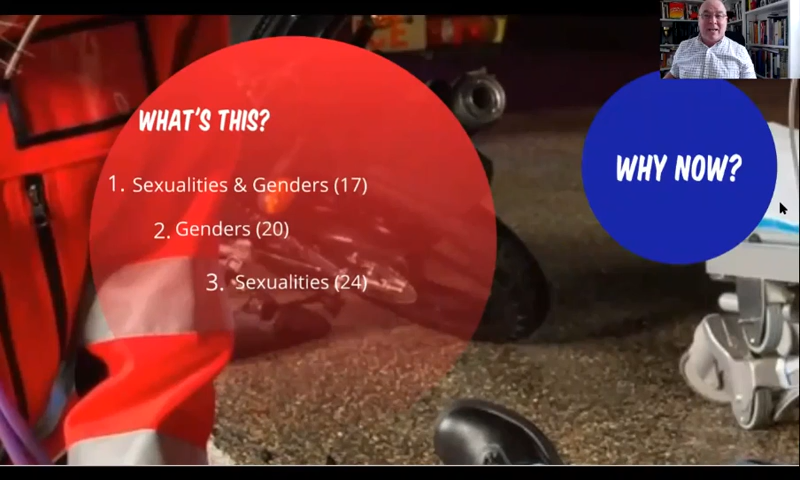 WHAT'S THIS?
1. Sexualities & Genders (17)
2. Genders (20)
3. Sexualities (24)
WHY NOW?